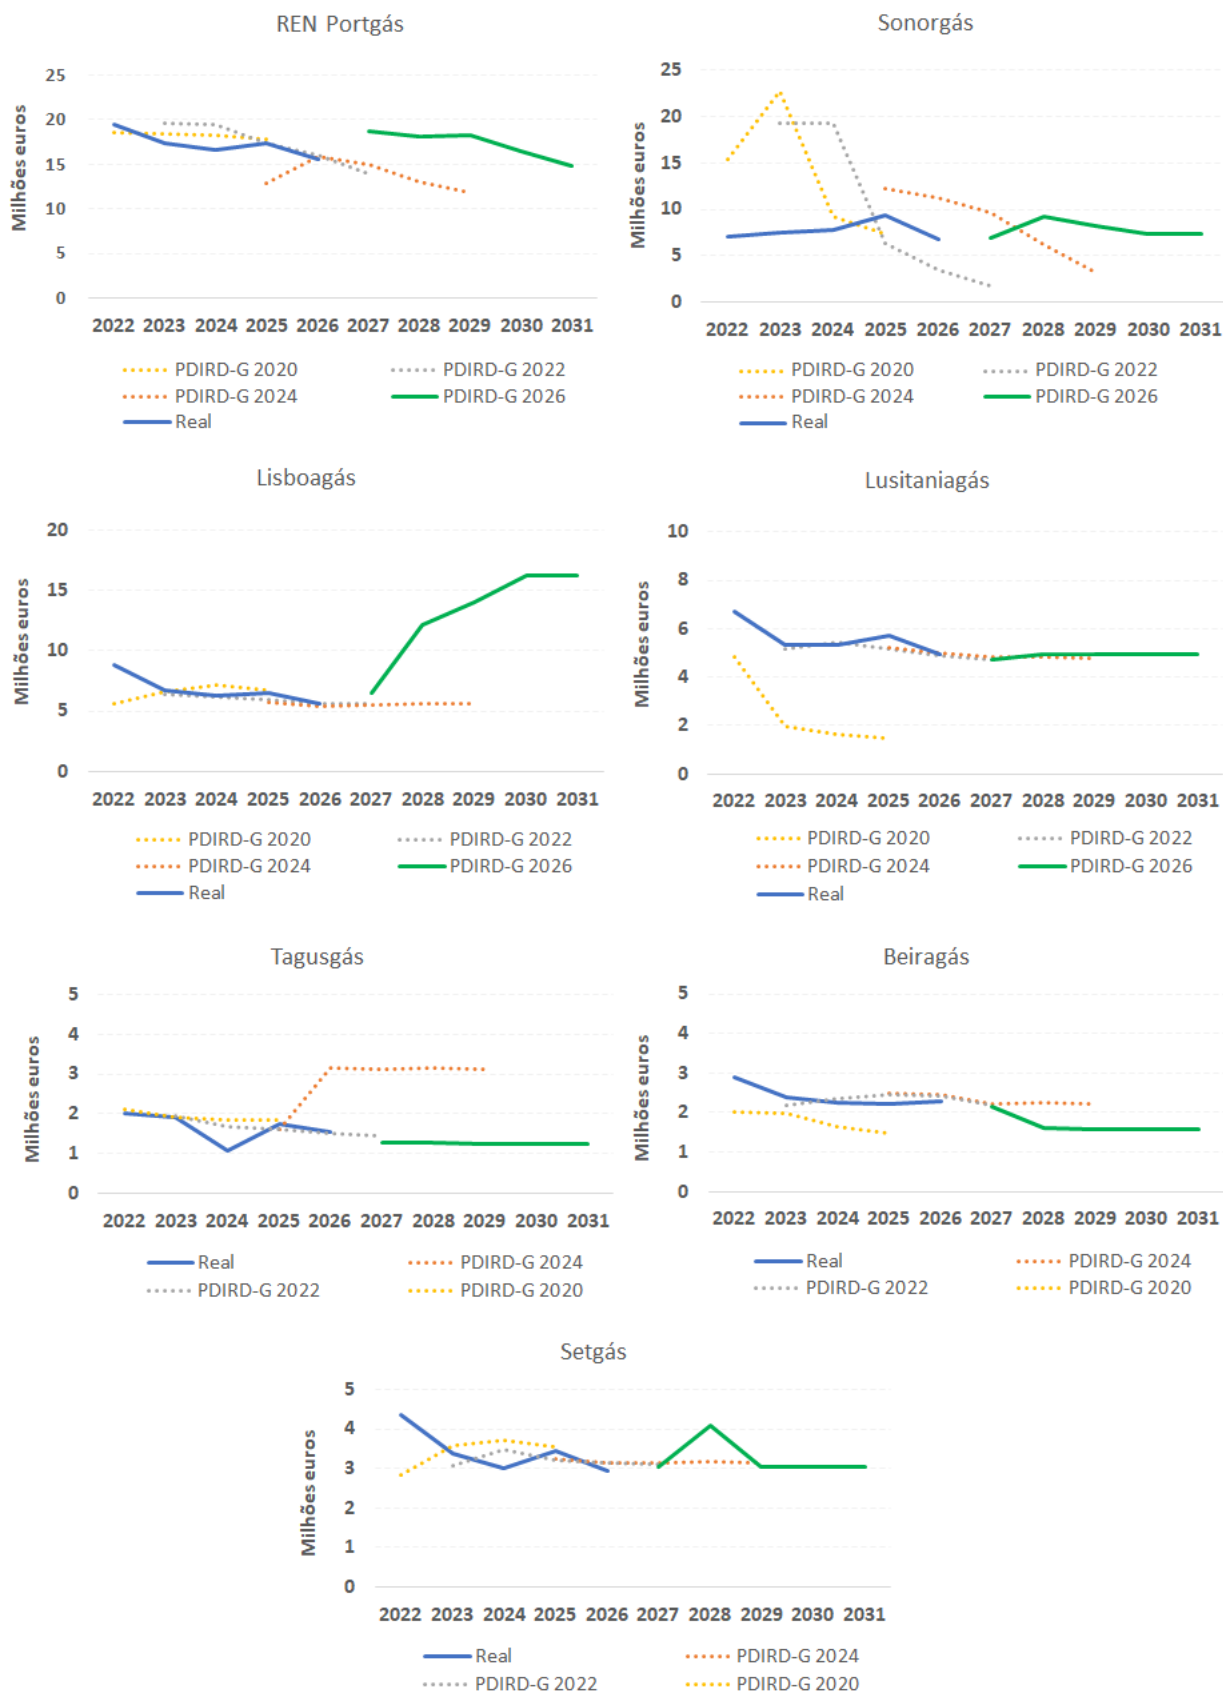 REN Portgás
Milhões euros
25
20
15
10
5
0
2022 2023 2024 2025 2026 2027 2028 2029 2030 2031
PDIRD-G 2020 PDIRD-G 2022
PDIRD-G 2024 PDIRD-G 2026
Real
Sonorgás
Milhões euros
25
20
15
10
5
0
2022 2023 2024 2025 2026 2027 2028 2029 2030 2031
PDIRD-G 2020 PDIRD-G 2022
PDIRD-G 2024 PDIRD-G 2026
Real
Lisboagás
Milhões euros
20
15
10
5
0
2022 2023 2024 2025 2026 2027 2028 2029 2030 2031
PDIRD-G 2020 PDIRD-G 2022
PDIRD-G 2024 PDIRD-G 2026
Real
Lusitaniagás
Milhões euros
10
8
6
4
2
0
2022 2023 2024 2025 2026 2027 2028 2029 2030 2031
PDIRD-G 2020 PDIRD-G 2022
PDIRD-G 2024 PDIRD-G 2026
Real
Tagusgás
Milhões euros
5
4
3
2
1
0
2022 2023 2024 2025 2026 2027 2028 2029 2030 2031
Real PDIRD-G 2024
PDIRD-G 2022 PDIRD-G 2020
Beiragás
Milhões euros
5
4
3
2
1
0
2022 2023 2024 2025 2026 2027 2028 2029 2030 2031
Real PDIRD-G 2024
PDIRD-G 2022 PDIRD-G 2020
Setgás
Milhões euros
5
4
3
2
1
0
2022 2023 2024 2025 2026 2027 2028 2029 2030 2031
Real PDIRD-G 2024
PDIRD-G 2022 PDIRD-G 2020